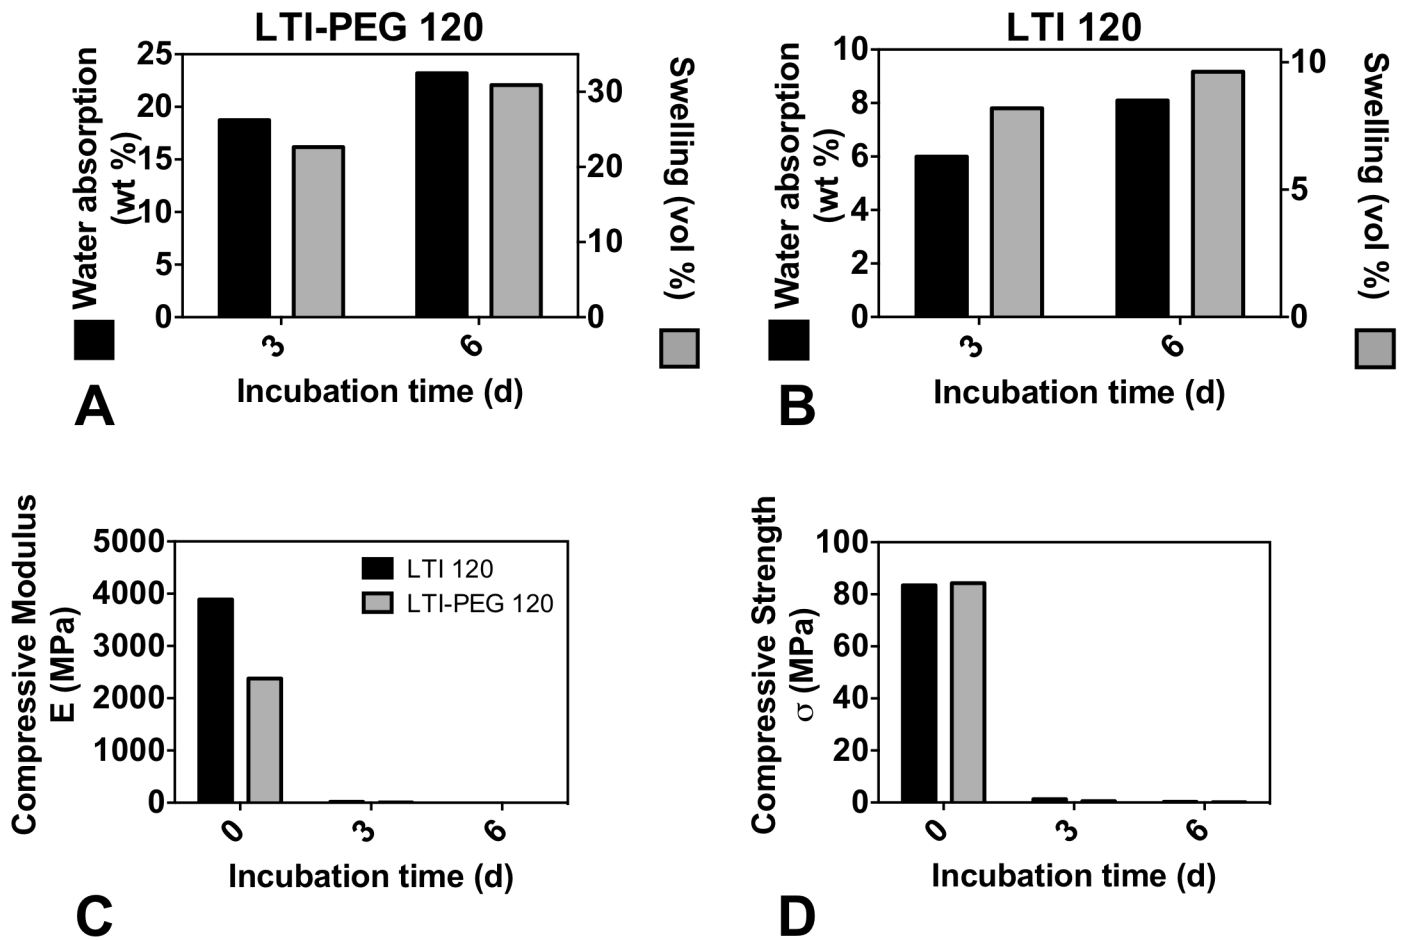 LTI-PEG 120
Water absorption
(wt %)
25
20
15
10
5
0
30
20
10
0
Swelling (vol %)
3
6
Incubation time (d)
A
LTI 120
Water absorption
(wt %)
10
8
6
4
2
0
10
5
0
Swelling (vol %)
3
6
Incubation time (d)
B
Compressive Modulus
E (MPa)
5000
4000
3000
2000
1000
0
LTI 120
LTI-PEG 120
0
3
6
Incubation time (d)
C
Compressive Strength
σ (MPa)
100
80
60
40
20
0
0
3
6
Incubation time (d)
D